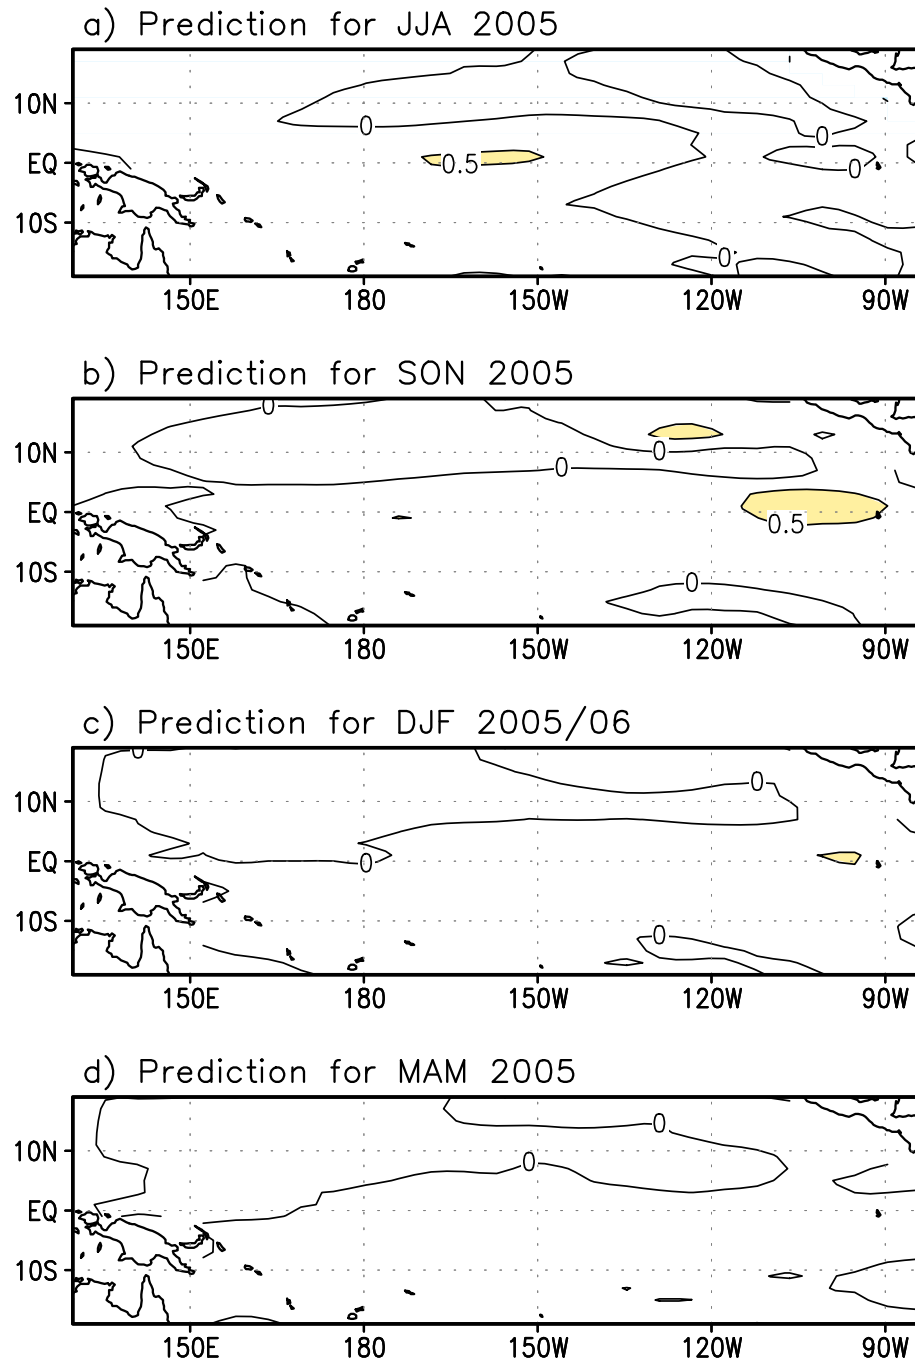 a) Prediction for JJA 2005
10N
0
0
EQ
0.5
0
10S
0
150E 180 150W 120W 90W
b) Prediction for SON 2005
0
10N
0
0
EQ
0.5
10S
0
150E 180 150W 120W 90W
c) Prediction for DJF 2005/06
0
0
10N
EQ
0
10S
0
150E 180 150W 120W 90W
d) Prediction for MAM 2005
0
10N
0
EQ
10S
150E 180 150W 120W 90W